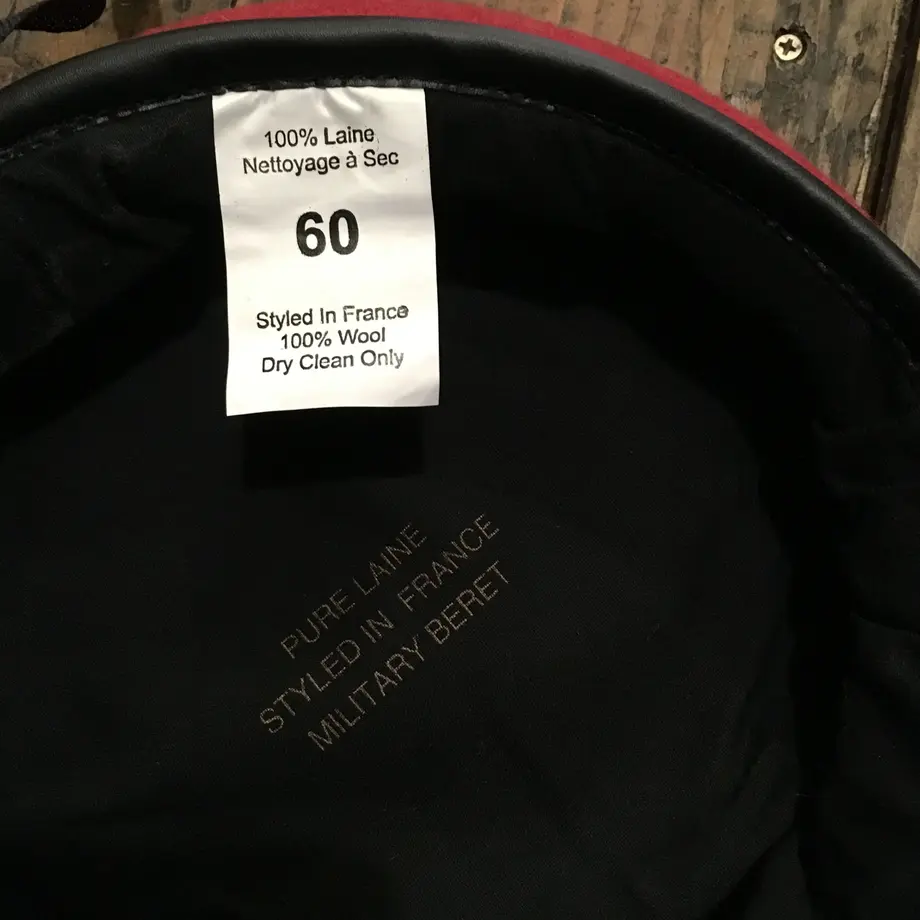 100% Laine
Nettoyage à Sec
60
Styled In France
100% Wool
Dry Clean Only
PURE LAINE
STYLED IN FRANCE
MILITARY BERET